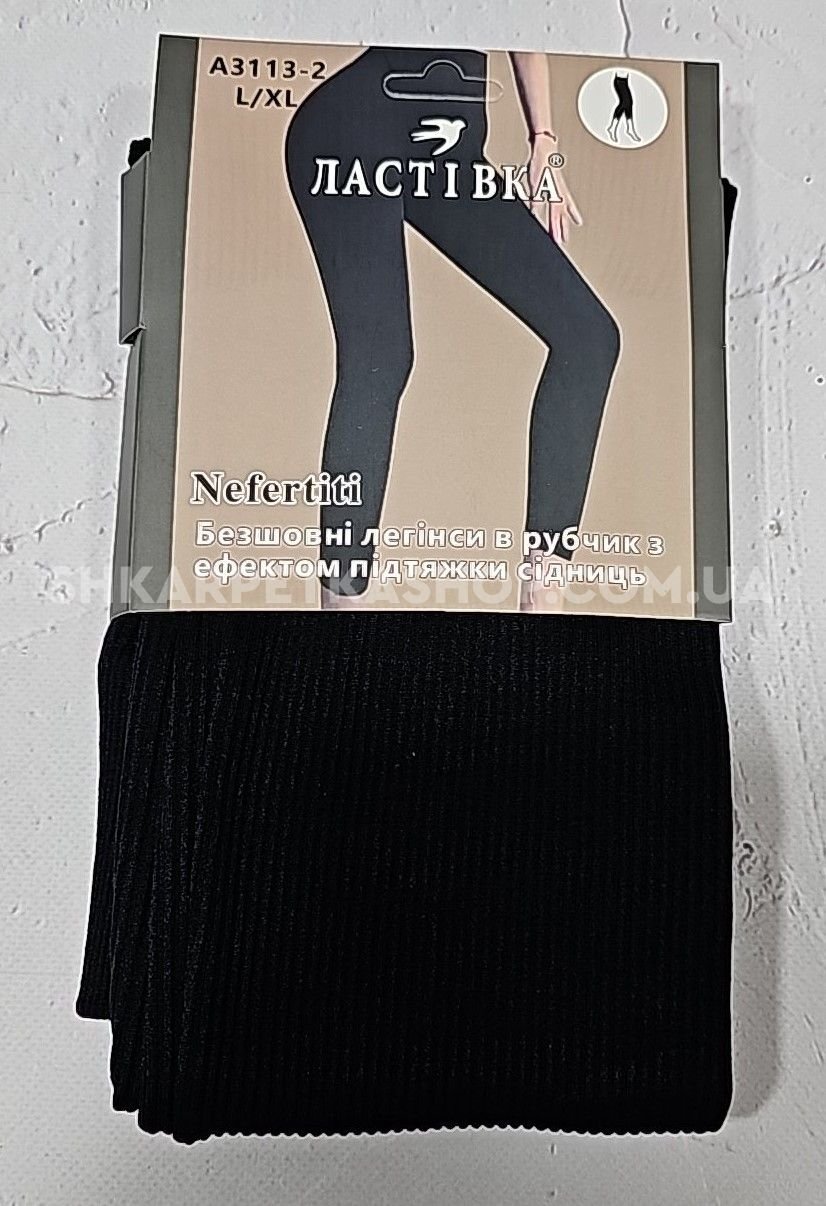 A3113-2
L/XL
ЛАСТІВКА®
Nefertiti
Безшовні легінси в рубчик з
ефектом підтяжки сідниць
SHKARPETKASHOP.COM.UA